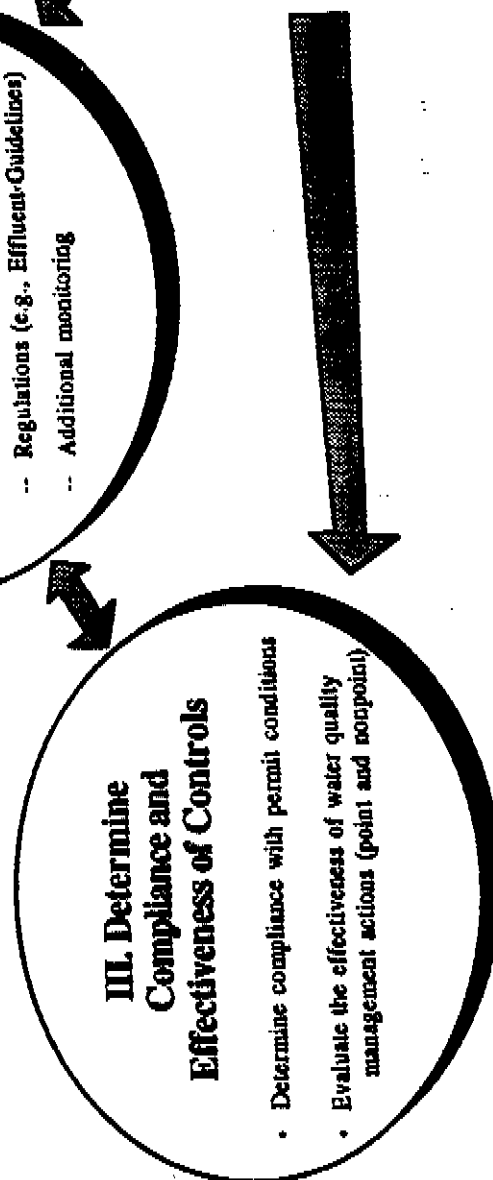 -- Regulations (e.g., Effluent-Guidelines)
-- Additional monitoring
III. Determine
Compliance and
Effectiveness of Controls
• Determine compliance with permit conditions
• Evaluate the effectiveness of water quality
management actions (point and nonpoint)